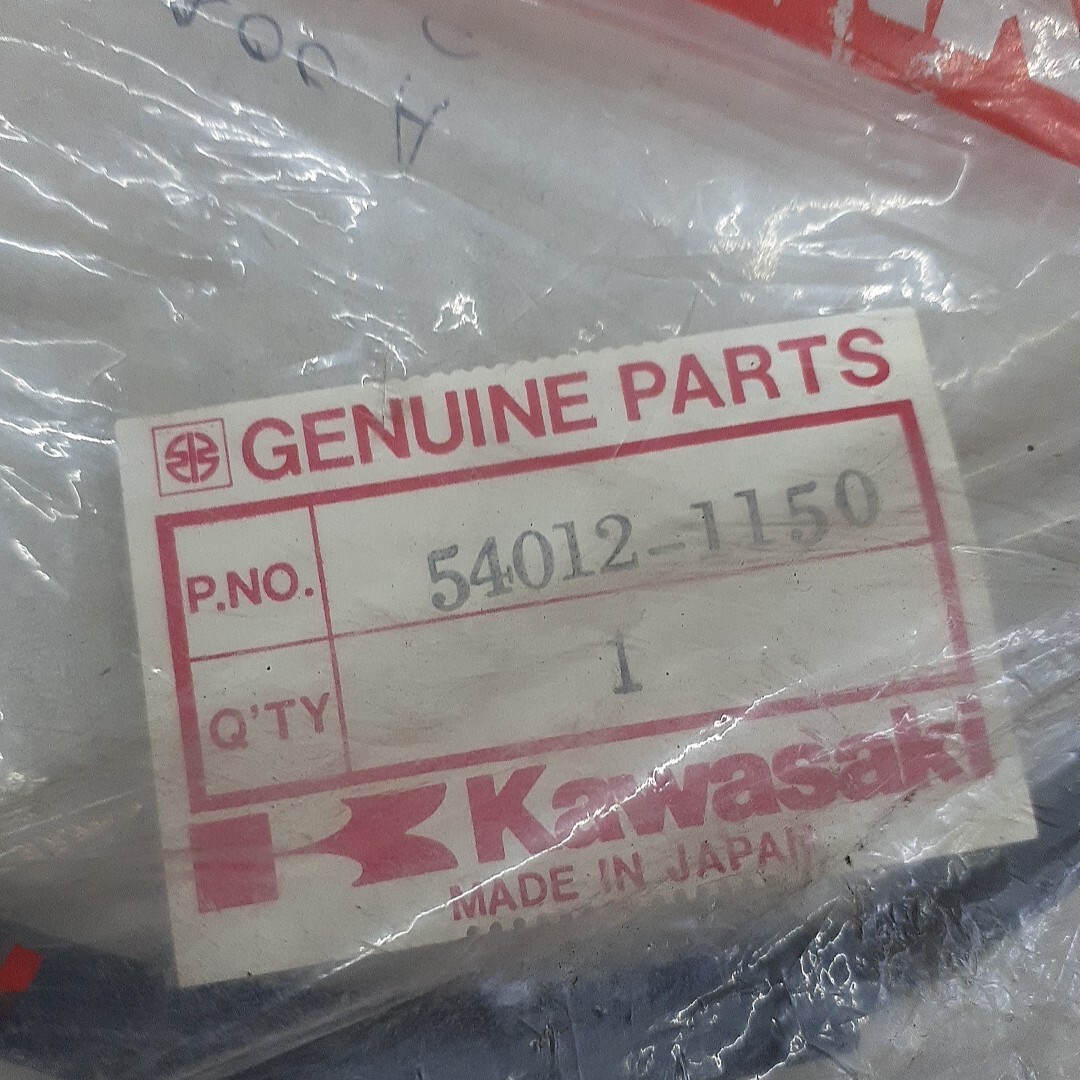 GENUINE PARTS
P.NO. 54012-1150
Q'TY 1
Kawasaki
MADE IN JAPAN